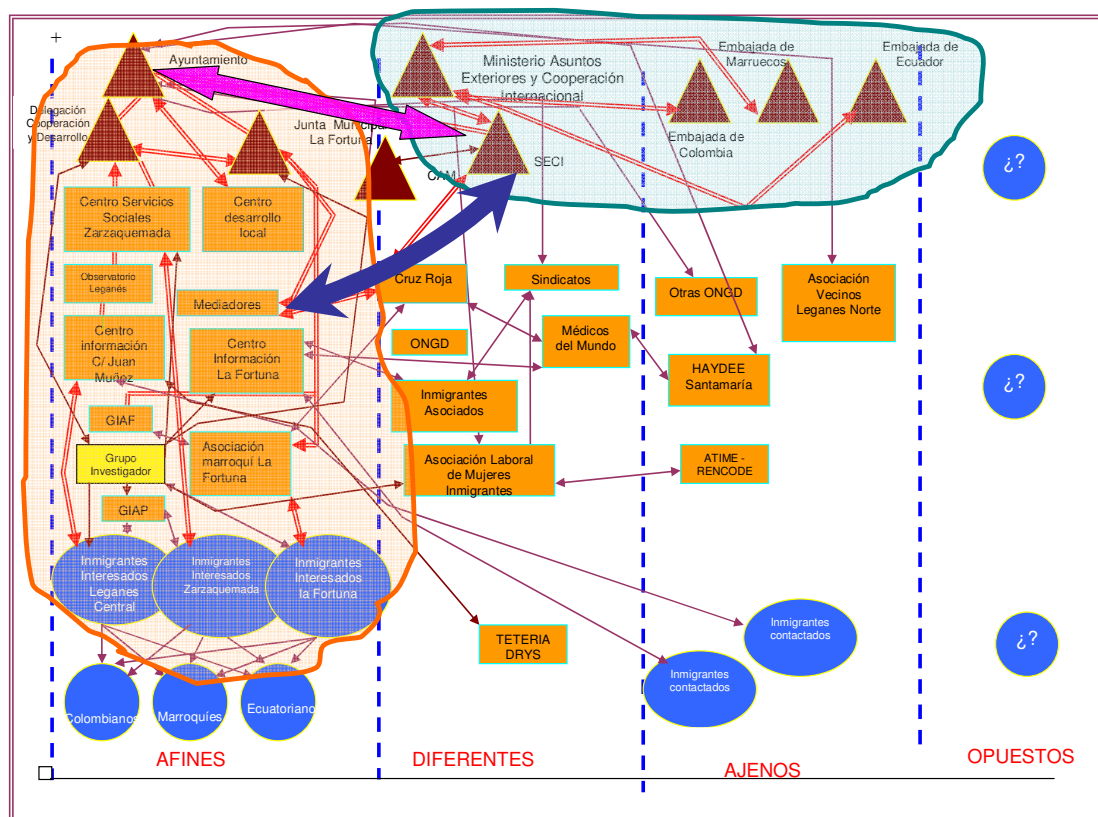 Ayuntamiento
Ministerio Asuntos
Exteriores y Cooperación
Internacional
Embajada de
Marruecos
Embajada de
Ecuador
Delegación
Cooperación
y Desarrollo
Junta Municipal
La Fortuna
CAM
SECI
Embajada de
Colombia
¿?
Centro Servicios
Sociales
Zarzaquemada
Centro
desarrollo
local
Observatorio
Leganés
Mediadores
Cruz Roja
Sindicatos
Otras ONGD
Asociación
Vecinos
Leganes Norte
Centro
información
C/ Juan
Muñoz
Centro
Información
La Fortuna
ONGD
Médicos
del Mundo
HAYDEE
Santamaría
¿?
Inmigrantes
Asociados
GIAF
Grupo
Investigador
Asociación
marroquí La
Fortuna
Asociación Laboral
de Mujeres
Inmigrantes
ATIME -
RENCODE
GIAP
Inmigrantes
Interesados
Leganes
Central
Inmigrantes
Interesados
Zarzaquemada
Inmigrantes
Interesados
la Fortuna
TETERIA
DRYS
Inmigrantes
contactados
Inmigrantes
contactados
¿?
Colombianos
Marroquíes
Ecuatoriano
AFINES
DIFERENTES
AJENOS
OPUESTOS